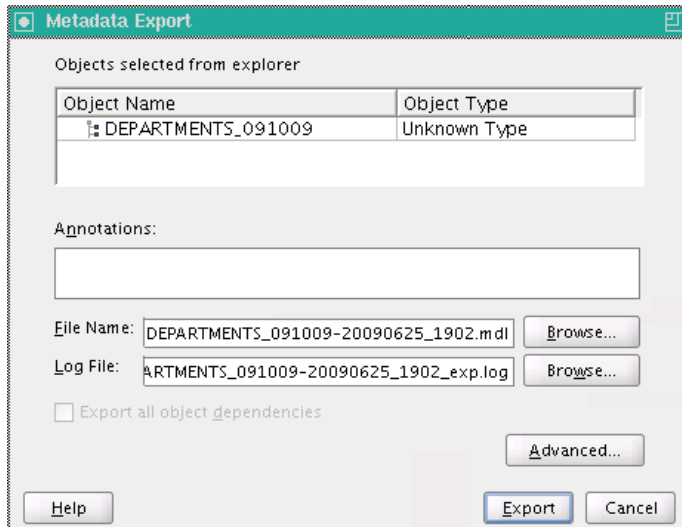 Metadata Export
Objects selected from explorer
Object Name Object Type
DEPARTMENTS_091009 Unknown Type
Annotations:
File Name: DEPARTMENTS_091009-20090625_1902.mdl Browse...
Log File: ARTMENTS_091009-20090625_1902_exp.log Browse...
Export all object dependencies
Advanced...
Help Export Cancel